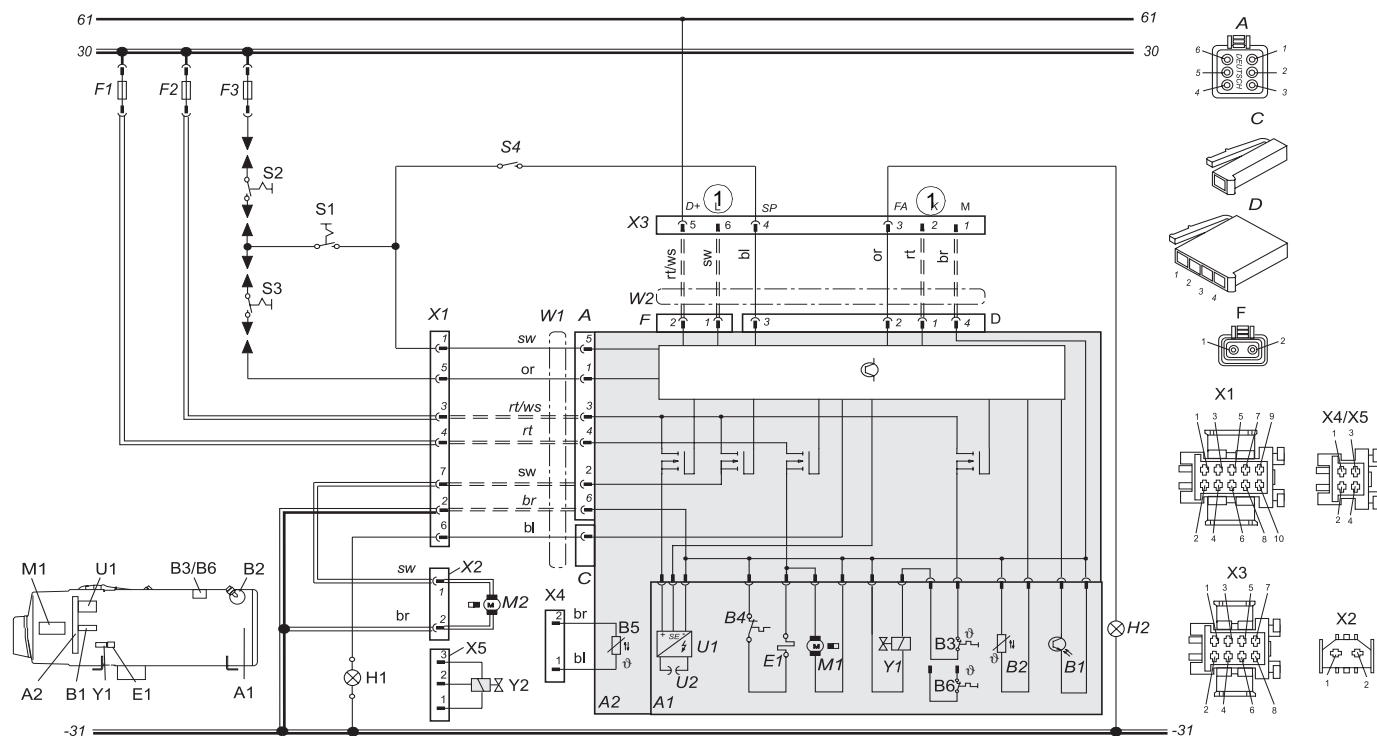 61 61
30 30
F1 F2 F3
S2
S1
S3
S4
D+ L SP FA K M
1 1
X3 5 6 4 3 2 1
rt/ws sw bl or rt br
W2
F 2 1 3 2 1 4 D
X1 W1 A
1 sw 5
5 or 1
3 rt/ws 3
4 rt 4
7 sw 2
2 br 6
6 bl
C
sw X2
1
br 2
M M2
X4
2 br
B5
ϑ
1 bl
X5
3
2
1
Y2
H1
H2
+ SE -
U1
U2
B4
E1
M M1
Y1
B3 ϑ
B6 ϑ
B2 ϑ
B1
A2 A1
M1 U1 B3/B6 B2
A2 B1 Y1 E1 A1
-31 -31
A
6 1
5 2
4 3
DEUTSCH
C
D
1 2 3 4
F
1 2
X1
1 3 5 7 9
2 4 6 8 10
X4/X5
1 3
2 4
X3
1 3 5 7
2 4 6 8
X2
1 2